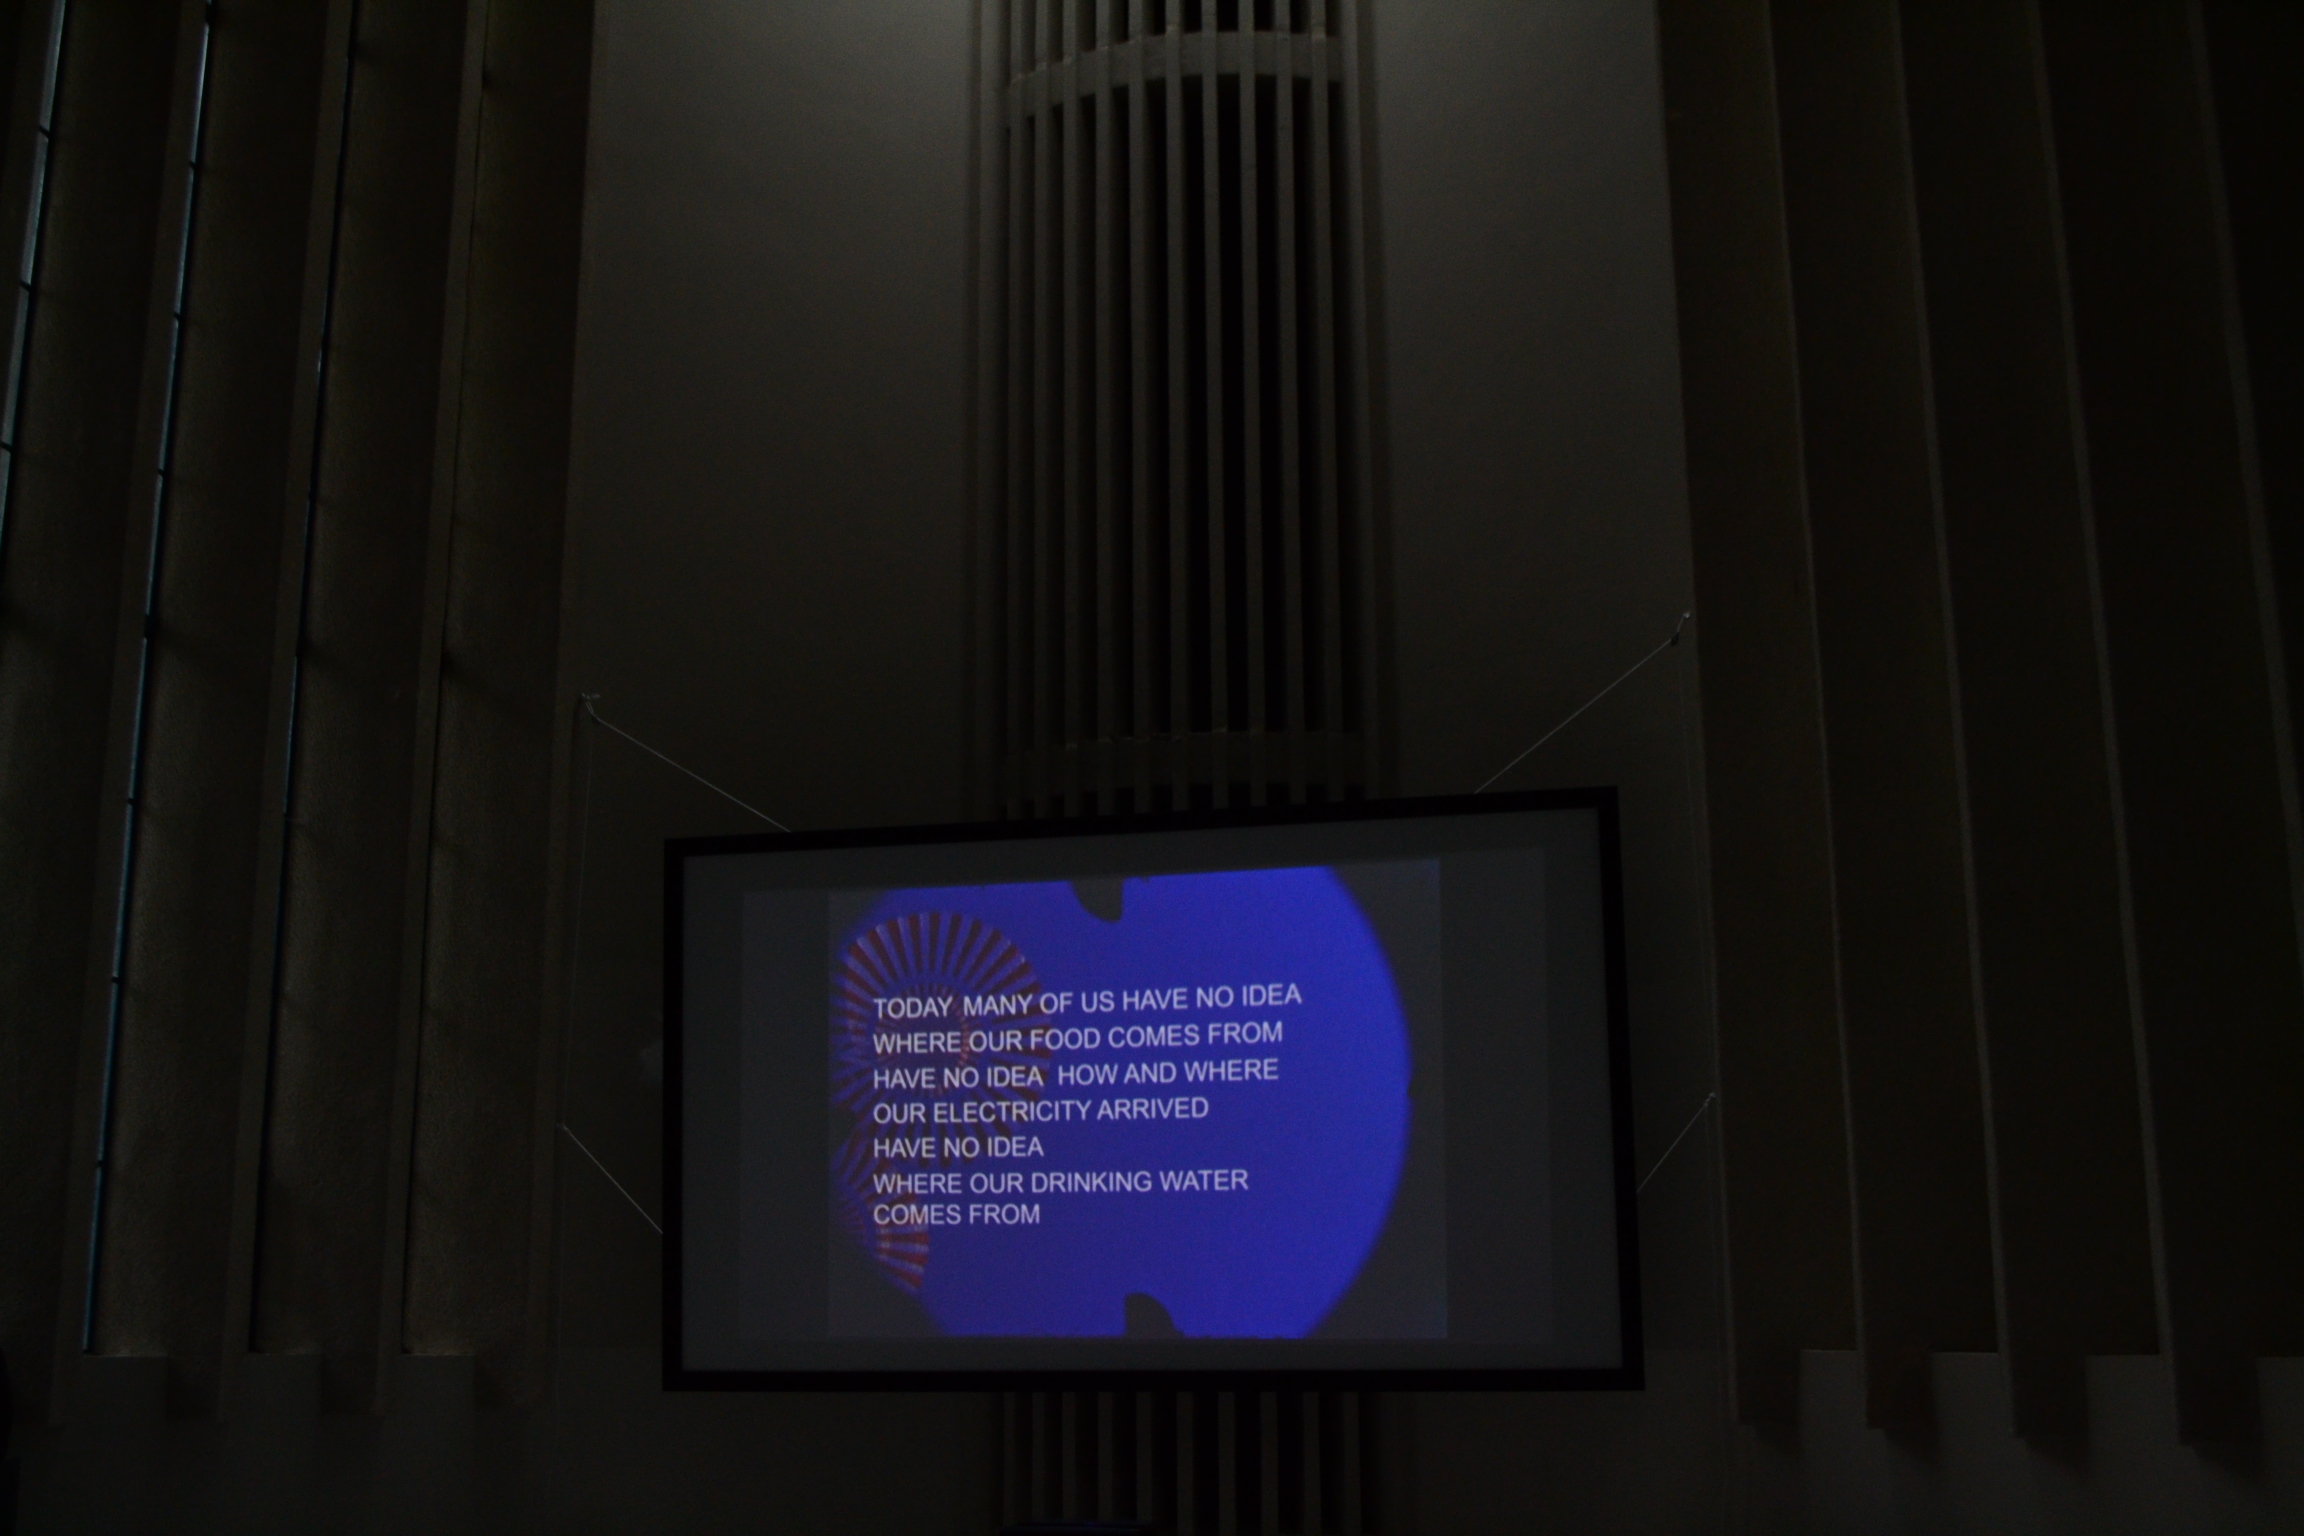 TODAY MANY OF US HAVE NO IDEA
WHERE OUR FOOD COMES FROM
HAVE NO IDEA HOW AND WHERE
OUR ELECTRICITY ARRIVED
HAVE NO IDEA
WHERE OUR DRINKING WATER
COMES FROM